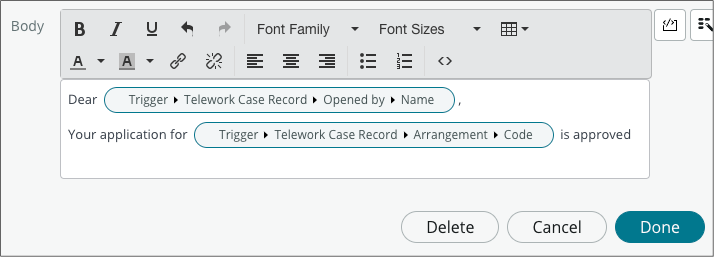 Body
B I U Font Family Font Sizes
A A
Dear Trigger ▸ Telework Case Record ▸ Opened by ▸ Name ,
Your application for Trigger ▸ Telework Case Record ▸ Arrangement ▸ Code is approved
Delete Cancel Done